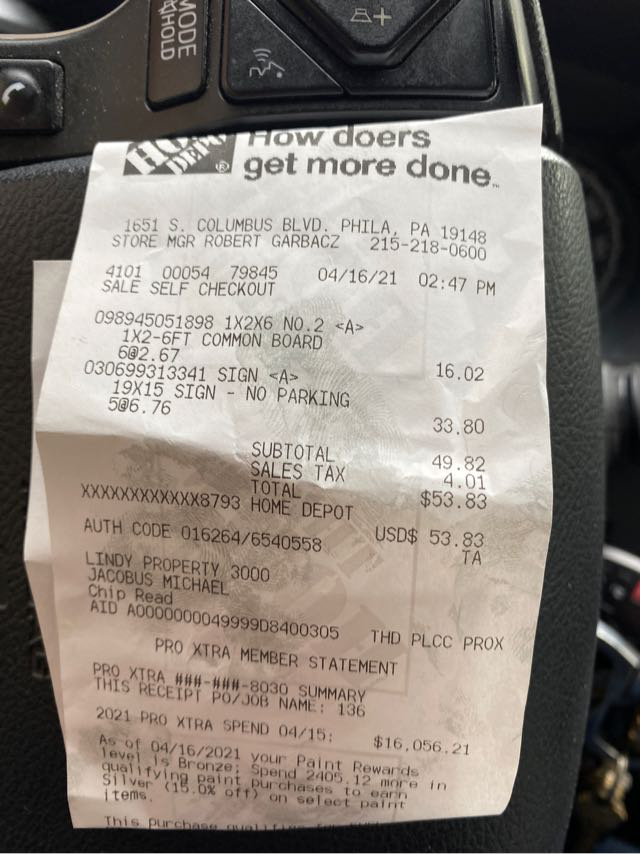 MODE
HOLD
How doers
get more done.
1651 S. COLUMBUS BLVD. PHILA, PA 19148
STORE MGR ROBERT GARBACZ 215-218-0600
4101 00054 79845 04/16/21 02:47 PM
SALE SELF CHECKOUT
098945051898 1X2X6 NO.2 <A>
1X2-6FT COMMON BOARD
6@2.67 16.02
030699313341 SIGN <A>
19X15 SIGN - NO PARKING
5@6.76 33.80
SUBTOTAL 49.82
SALES TAX 4.01
TOTAL $53.83
XXXXXXXXXXXX8793 HOME DEPOT
USD$ 53.83
AUTH CODE 016264/6540558 TA
LINDY PROPERTY 3000
JACOBUS MICHAEL
Chip Read
AID A0000000049999D8400305 THD PLCC PROX
PRO XTRA MEMBER STATEMENT
PRO XTRA ###-###-8030 SUMMARY
THIS RECEIPT PO/JOB NAME: 136
2021 PRO XTRA SPEND 04/15: $16,056.21
As of 04/16/2021 your Paint Rewards
level is Bronze; Spend 2405.12 more in
qualifying paint purchases to earn
Silver (15.0% off) on select paint
items.
This purchase